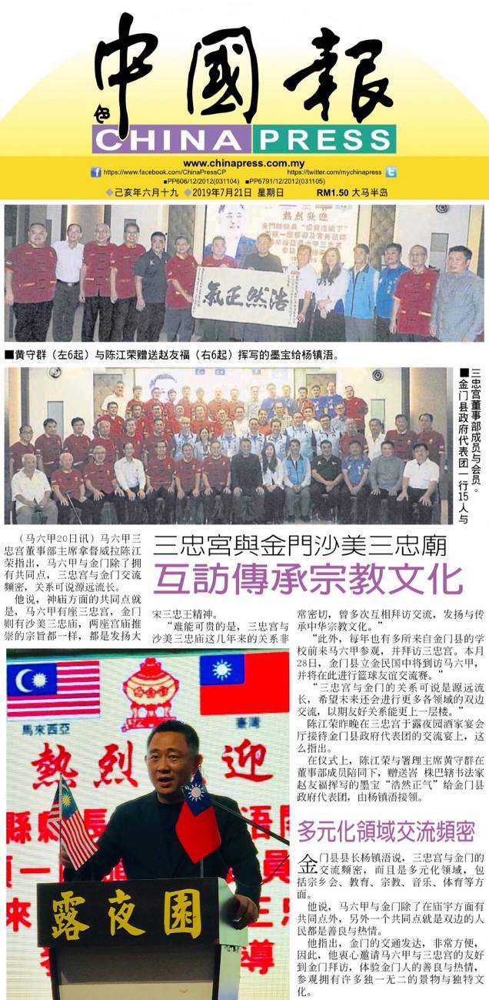 中國報
CHINA PRESS
www.chinapress.com.my
https://www.facebook.com/ChinaPressCP https://twitter.com/mychinapress
■PP606/12/2012(031104) ■PP6791/12/2012(031105)
◆己亥年六月十九 ◆2019年7月21日 星期日 RM1.50 大马半岛
熱烈歡迎
浩然正氣
■黄守群（左6起）与陈江荣赠送赵友福（右6起）挥写的墨宝给杨镇浯。
■金门县政府代表团一行15人与
三忠宫董事部成员与会员。
三忠宮與金門沙美三忠廟
互訪傳承宗教文化
（马六甲20日讯）马六甲三
忠宫董事部主席拿督威拉陈江
荣指出，马六甲与金门除了拥
有共同点，三忠宫与金门交流
频密，关系可说源远流长。
他说，神庙方面的共同点就
是，马六甲有座三忠宫，金门
则有沙美三忠庙，两座宫庙推
崇的宗旨都一样，都是发扬大
宋三忠王精神。
“难能可贵的是，三忠宫与
沙美三忠庙这几年来的关系非
常密切，曾多次互相拜访交流，发扬与传
承中华宗教文化。”
“此外，每年也有多所来自金门县的学
校前来马六甲参观，并拜访三忠宫。本月
28日，金门县立金民国中将到访马六甲，
并将在此进行篮球友谊交流赛。”
“三忠宫与金门的关系可说是源远流
长，希望未来还会进行更多各领域的双边
交流，以期友好关系能更上一层楼。”
陈江荣昨晚在三忠宫于露夜园酒家宴会
厅接待金门县政府代表团的交流宴上，这
么指出。
在仪式上，陈江荣与署理主席黄守群在
董事部成员陪同下，赠送峇 株巴辖书法家
赵友福挥写的墨宝“浩然正气”给金门县
政府代表团，由杨镇浯接领。
多元化領域交流頻密
金门县县长杨镇浯说，三忠宫与金门的
交流频密，而且是多元化领域，包
括宗乡会、教育、宗教、音乐、体育等方
面。
他说，马六甲与金门除了在庙宇方面有
共同点外，另外一个共同点就是双边的人
民都是善良与热情。
他指出，金门的交通发达，非常方便，
因此，他衷心邀请马六甲与三忠宫的友好
到金门拜访，体验金门人的善良与热情，
参观拥有许多独一无二的景物与独特文
化。
馬來西亞 臺灣
熱烈 迎
縣縣長
露夜園